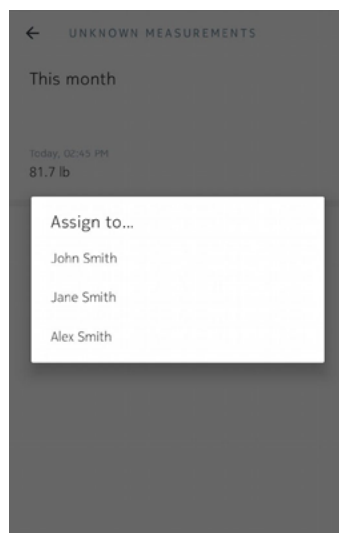 UNKNOWN MEASUREMENTS
This month
Today, 02:45 PM
81.7 lb
Assign to...
John Smith
Jane Smith
Alex Smith